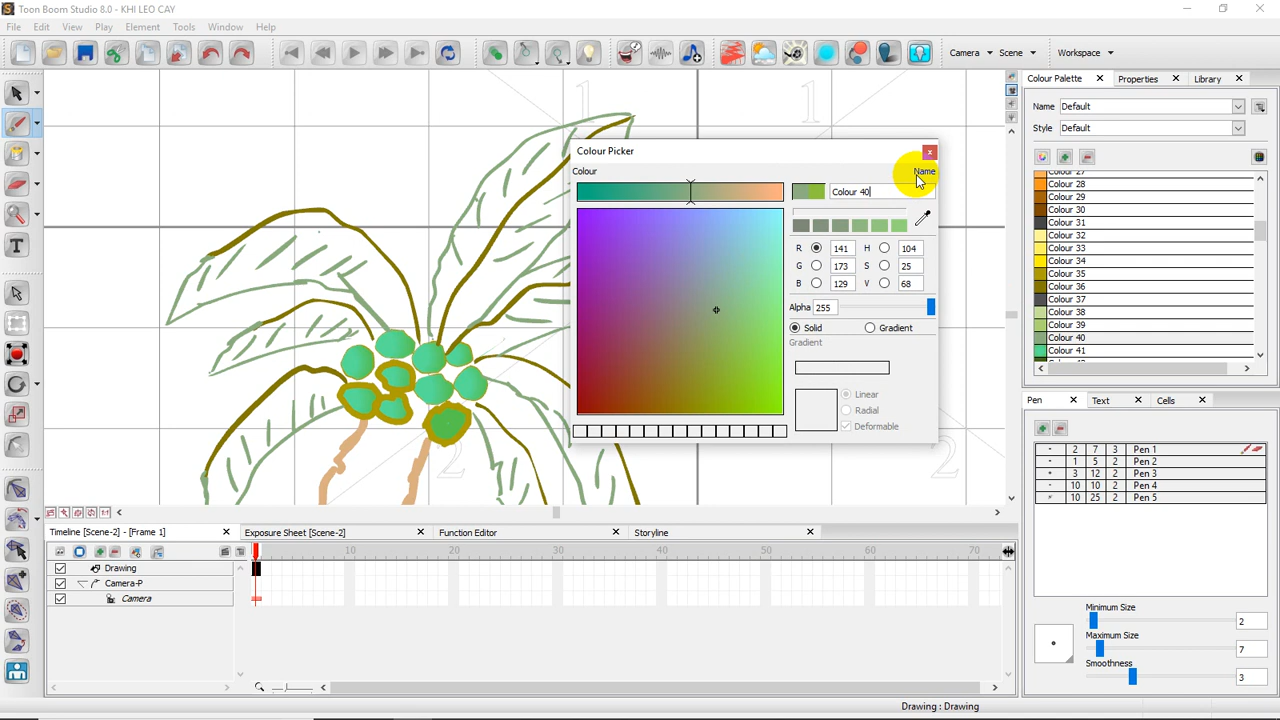 Toon Boom Studio 8.0 - KHI LEO CAY
File Edit View Play Element Tools Window Help
Camera Scene Workspace
1 1
2 2
Colour Picker
Colour Name
Colour 40
R 141 H 104
G 173 S 25
B 129 V 68
Alpha 255
Solid Gradient
Gradient
Linear
Radial
Deformable
Colour Palette Properties Library
Name Default
Style Default
Colour 27
Colour 28
Colour 29
Colour 30
Colour 31
Colour 32
Colour 33
Colour 34
Colour 35
Colour 36
Colour 37
Colour 38
Colour 39
Colour 40
Colour 41
Pen Text Cells
- 2 7 3 Pen 1
- 1 5 2 Pen 2
3 12 2 Pen 3
- 10 10 2 Pen 4
10 25 2 Pen 5
Minimum Size
2
Maximum Size
7
Smoothness
3
Timeline [Scene-2] - [Frame 1] Exposure Sheet [Scene-2] Function Editor Storyline
10 20 30 40 50 60 70
Drawing
Camera-P
Camera
Drawing : Drawing